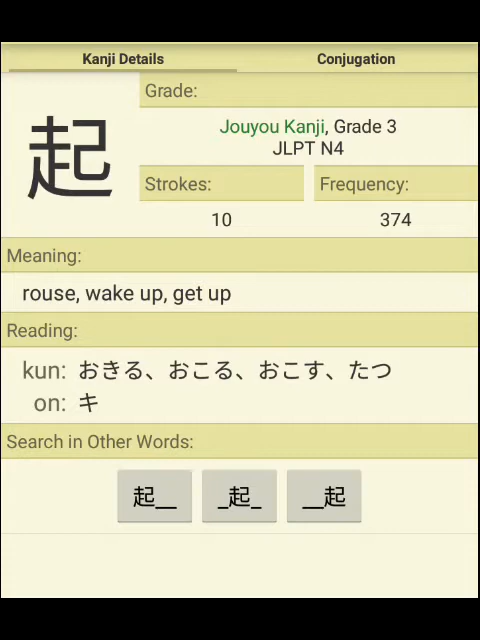 Kanji Details Conjugation
起
Grade:
Jouyou Kanji, Grade 3
JLPT N4
Strokes: Frequency:
10 374
Meaning:
rouse, wake up, get up
Reading:
kun: おきる、おこる、おこす、たつ
on: キ
Search in Other Words:
起__ _起_ __起